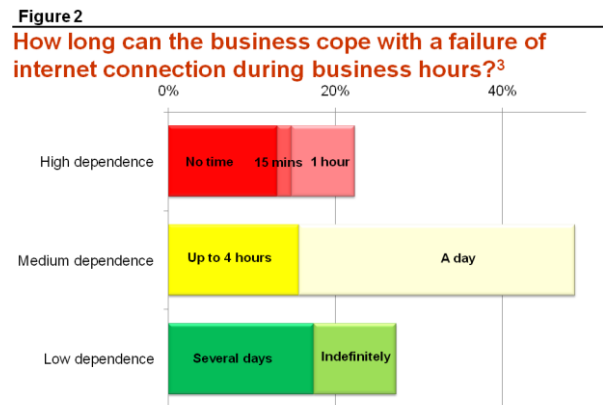 Figure 2
How long can the business cope with a failure of
internet connection during business hours?³
0% 20% 40%
High dependence No time 15 mins 1 hour
Medium dependence Up to 4 hours A day
Low dependence Several days Indefinitely